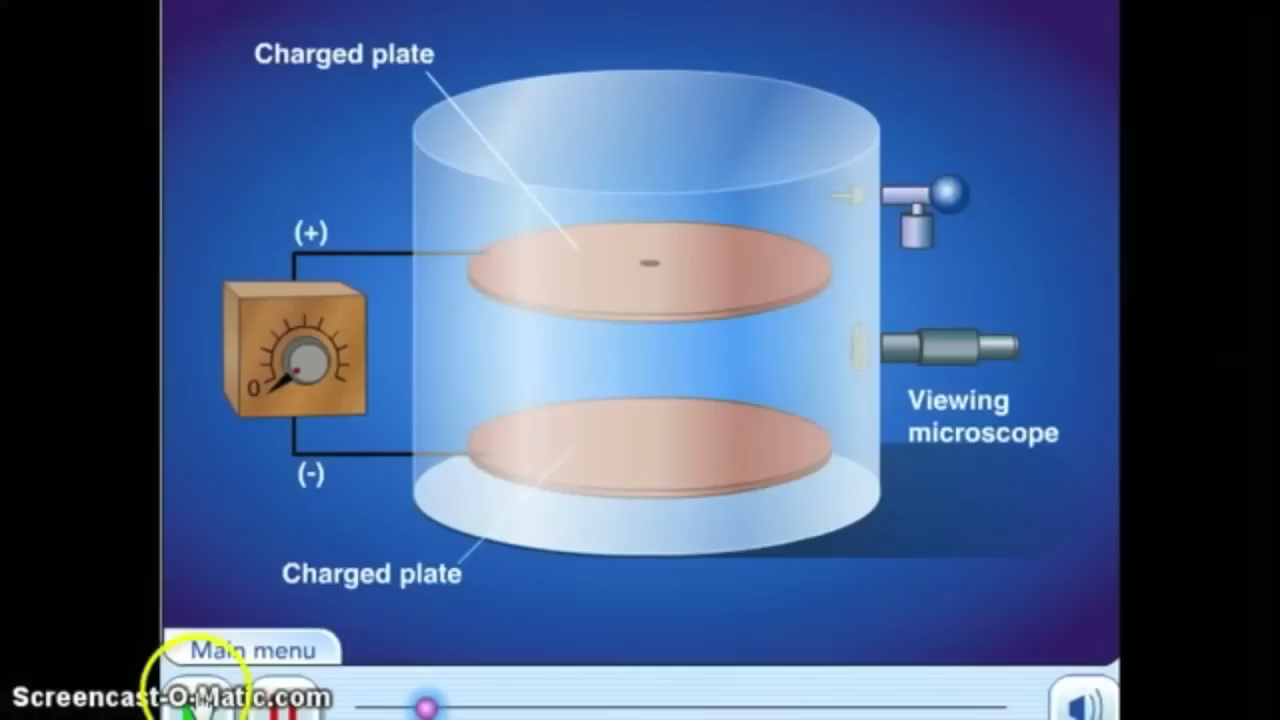 Charged plate
(+)
0
(-)
Viewing
microscope
Charged plate
Main menu
Screencast-O-Matic.com